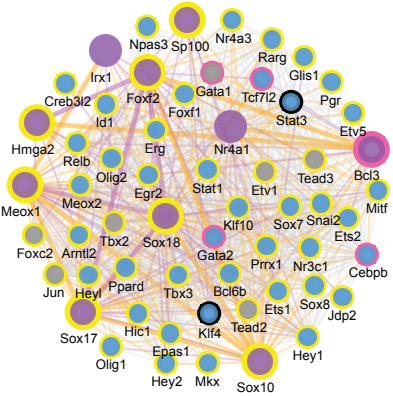 Npas3
Sp100
Nr4a3
Rarg
Irx1
Glis1
Creb3l2
Foxf2
Gata1
Tcf7l2
Pgr
Id1
Foxf1
Stat3
Etv5
Hmga2
Erg
Nr4a1
Relb
Olig2
Tead3
Bcl3
Egr2
Stat1
Etv1
Meox1
Meox2
Mitf
Klf10
Sox7
Snai2
Ets2
Foxc2
Arntl2
Tbx2
Sox18
Gata2
Prrx1
Nr3c1
Cebpb
Jun
Heyl
Ppard
Tbx3
Bcl6b
Ets1
Sox8
Jdp2
Sox17
Hic1
Klf4
Tead2
Olig1
Epas1
Hey1
Hey2
Mkx
Sox10